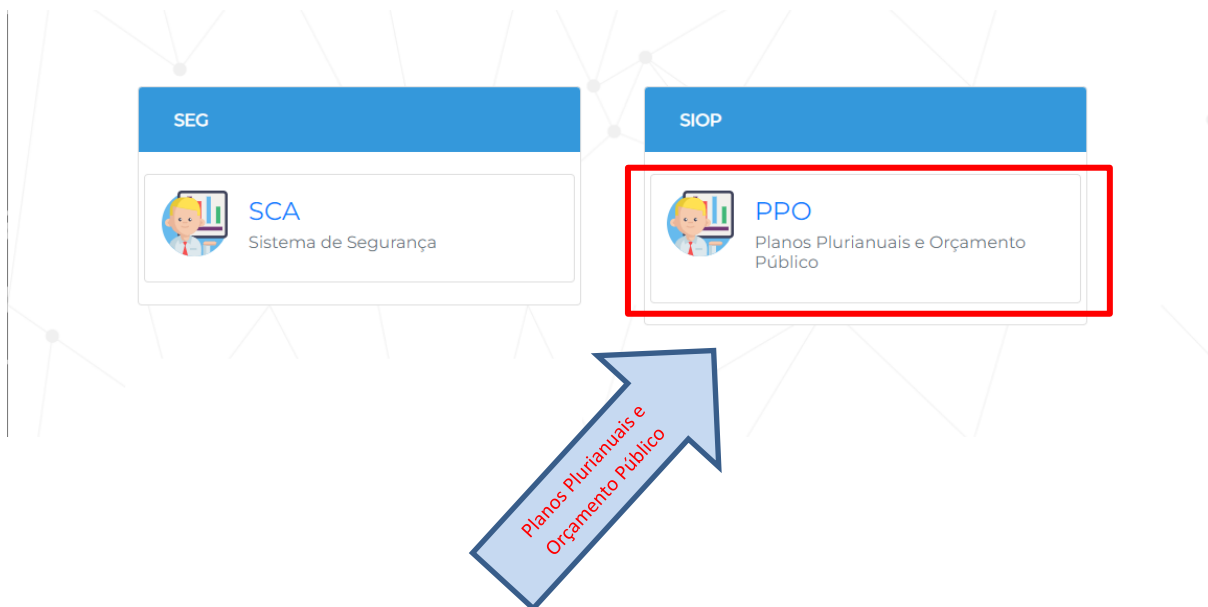 SEG
SCA
Sistema de Segurança
SIOP
PPO
Planos Plurianuais e Orçamento
Público
Planos Plurianuais e
Orçamento Público